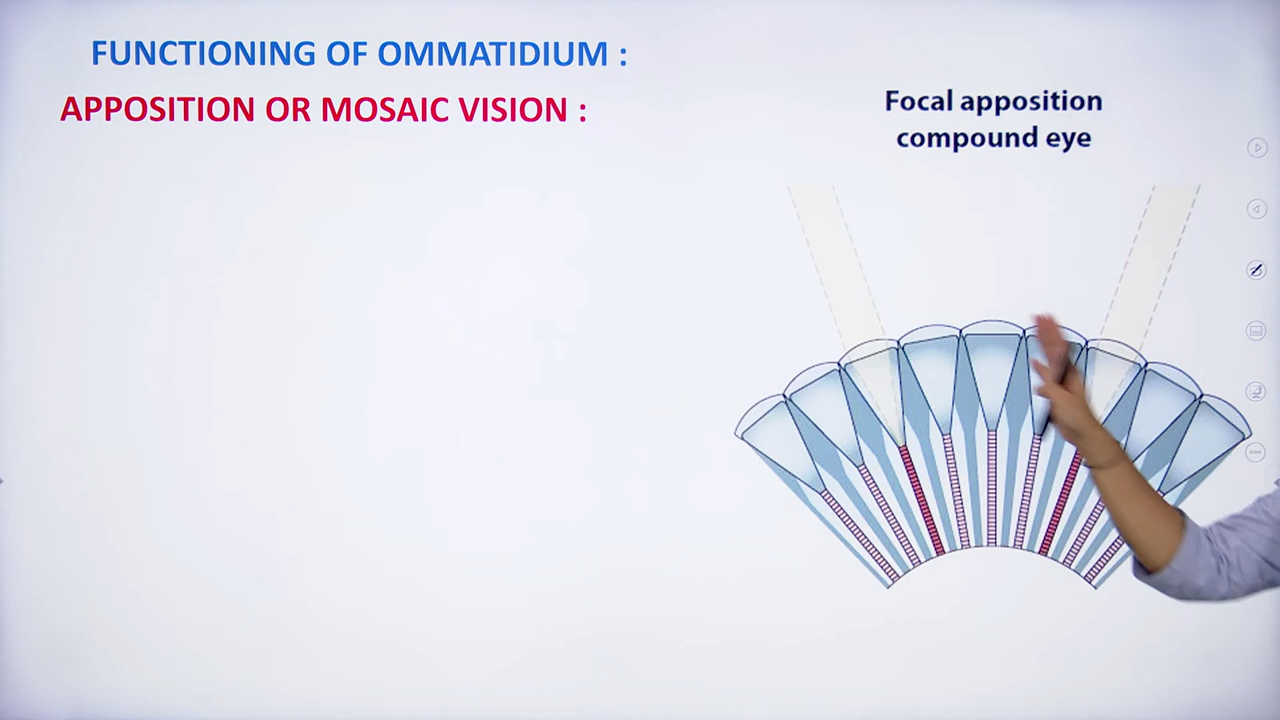 FUNCTIONING OF OMMATIDIUM :
APPOSITION OR MOSAIC VISION :
Focal apposition
compound eye